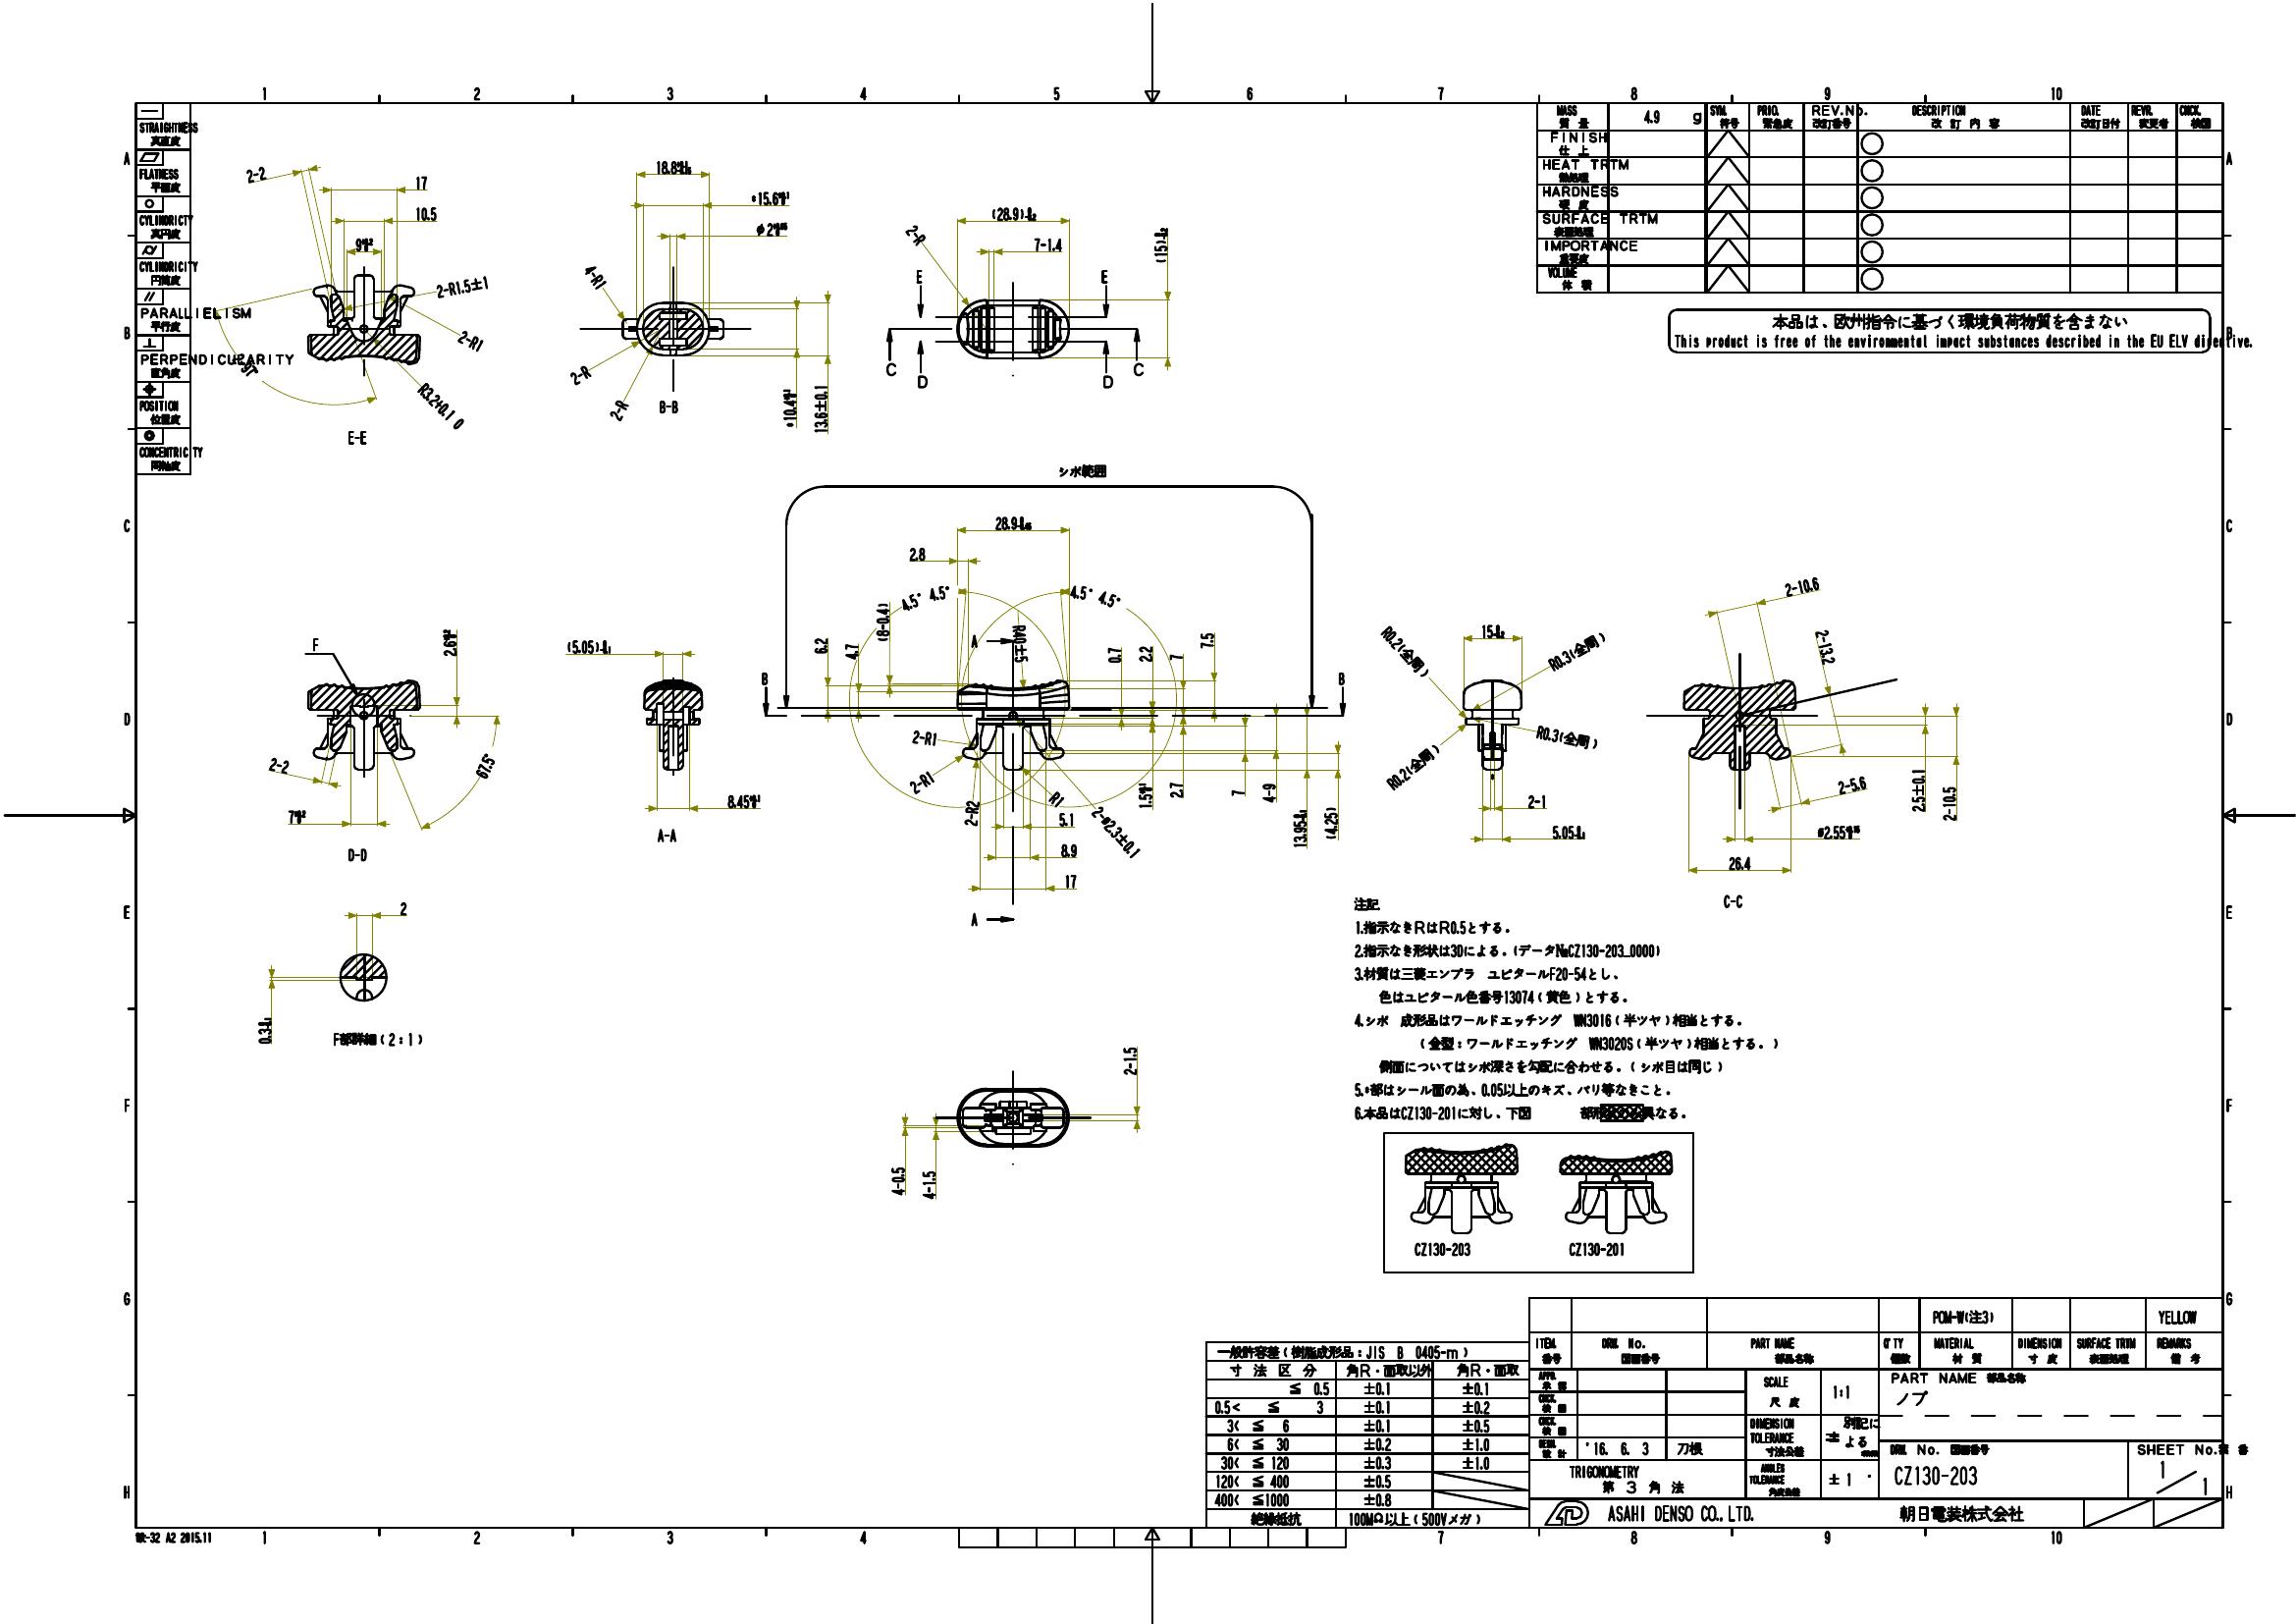 1 2 3 4 5 6 7 8 9 10
STRAIGHTNESS
真直度
FLATNESS
平面度
CYLINDRICTY
真円度
CYLINDRICITY
円筒度
PARALLIELISM
平行度
PERPENDICULARITY
直角度
POSITION
位置度
CONCENTRICITY
同軸度
MASS
質 量
4.9 g
SYM.
符号
PRIO.
緊急度
REV.No.
改訂番号
DESCRIPTION
改 訂 内 容
DATE
改訂日付
REVR.
変更者
CHCK.
検図
FINISH
仕 上
HEAT TRTM
熱処理
HARDNESS
硬 度
SURFACE TRTM
表面処理
IMPORTANCE
重要度
VOLUME
体 積
本品は、欧州指令に基づく環境負荷物質を含まない
This product is free of the environmental impact substances described in the EU ELV directive.
2-2
17
10.5
2-R1.5±1
2-R1
R3.2+0.1 0
E-E
4-R1
2-R
2-R
13.6±0.1
B-B
2-R
7-1.4
E E
C D D C
シボ範囲
2.8
4.5° 4.5°
4.5° 4.5°
6.2
4.7
(8-0.4)
R40±5
0.7
2.2
7
7.5
A
B B
2-R1
2-R1
2-R2
R1
5.1
8.9
17
2-ø2.3±0.1
2.7
7
4-9
(4.25)
A
F
67.5°
2-2
D-D
A-A
2
F部詳細(2:1)
R0.2(全周)
R0.3(全周)
R0.3(全周)
R0.2(全周)
2-1
2-10.6
2-13.2
2-5.6
2.5±0.1
2-10.5
26.4
C-C
2-1.5
4-0.5
4-1.5
注記
1.指示なきRはR0.5とする。
2.指示なき形状は3Dによる。(データ№CZ130-203_0000)
3.材質は三菱エンプラ ユピタールF20-54とし、
色はユピタール色番号13074(黄色)とする。
4.シボ 成形品はワールドエッチング WN3016(半ツヤ)相当とする。
(金型:ワールドエッチング WN3020S(半ツヤ)相当とする。)
側面についてはシボ深さを勾配に合わせる。(シボ目は同じ)
5.*部はシール面の為、0.05以上のキズ、バリ等なきこと。
6.本品はCZ130-201に対し、下図
CZ130-203
CZ130-201
一般許容差(樹脂成形品:JIS B 0405-m)
寸 法 区 分 角R・面取以外 角R・面取
≦ 0.5 ±0.1 ±0.1
0.5< ≦ 3 ±0.1 ±0.2
3< ≦ 6 ±0.1 ±0.5
6< ≦ 30 ±0.2 ±1.0
30< ≦ 120 ±0.3 ±1.0
120< ≦ 400 ±0.5
400< ≦1000 ±0.8
絶縁抵抗 100MΩ以上(500Vメガ)
POM-W(注3)
YELLOW
ITEM.
番号
DRW. No.
図面番号
PART NAME
部品名称
Q'TY
個数
MATERIAL
材 質
DIMENSION
寸 度
SURFACE TRTM
表面処理
REMARKS
備 考
APPR.
承 認
CHCK.
検 図
CHCK.
検 図
DESN.
設 計
'16. 6. 3
刀根
SCALE
尺 度
1:1
DIMENSION
TOLERANCE
寸法公差
± 別記に
よる
ANGLES
TOLERANCE
角度公差
±1°
TRIGONOMETRY
第 3 角 法
PART NAME 部品名称
ノブ
DRW. No. 図面番号
CZ130-203
SHEET No.葉 番
1/1
ASAHI DENSO CO., LTD.
朝日電装株式会社
A B C D E F G H
SR-32 A2 2015.11
1 2 3 4 7 8 9 10